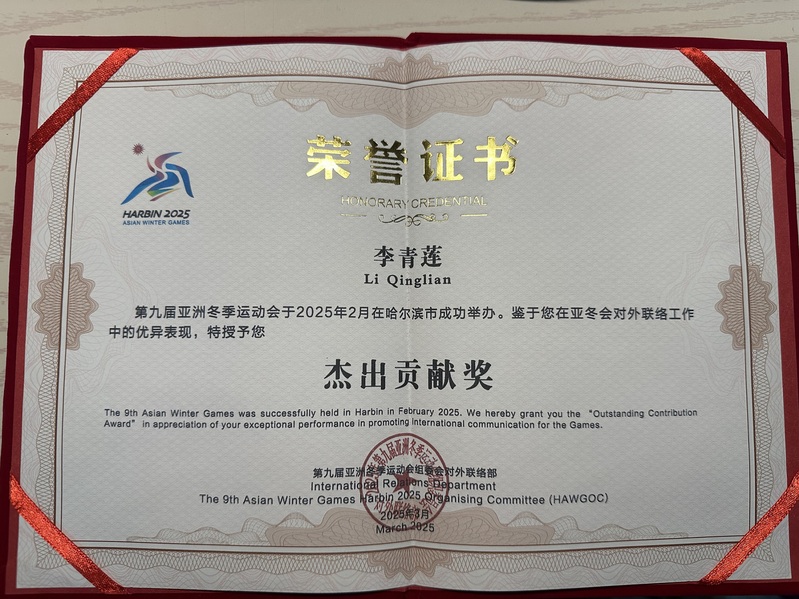 荣誉证书
HONORARY CREDENTIAL
HARBIN 2025
ASIAN WINTER GAMES
李青莲
Li Qinglian
第九届亚洲冬季运动会于2025年2月在哈尔滨市成功举办。鉴于您在亚冬会对外联络工作
中的优异表现，特授予您
杰出贡献奖
The 9th Asian Winter Games was successfully held in Harbin in February 2025. We hereby grant you the “Outstanding Contribution
Award” in appreciation of your exceptional performance in promoting international communication for the Games.
第九届亚洲冬季运动会组委会对外联络部
International Relations Department
The 9th Asian Winter Games Harbin 2025 Organising Committee (HAWGOC)
2025年3月
March 2025